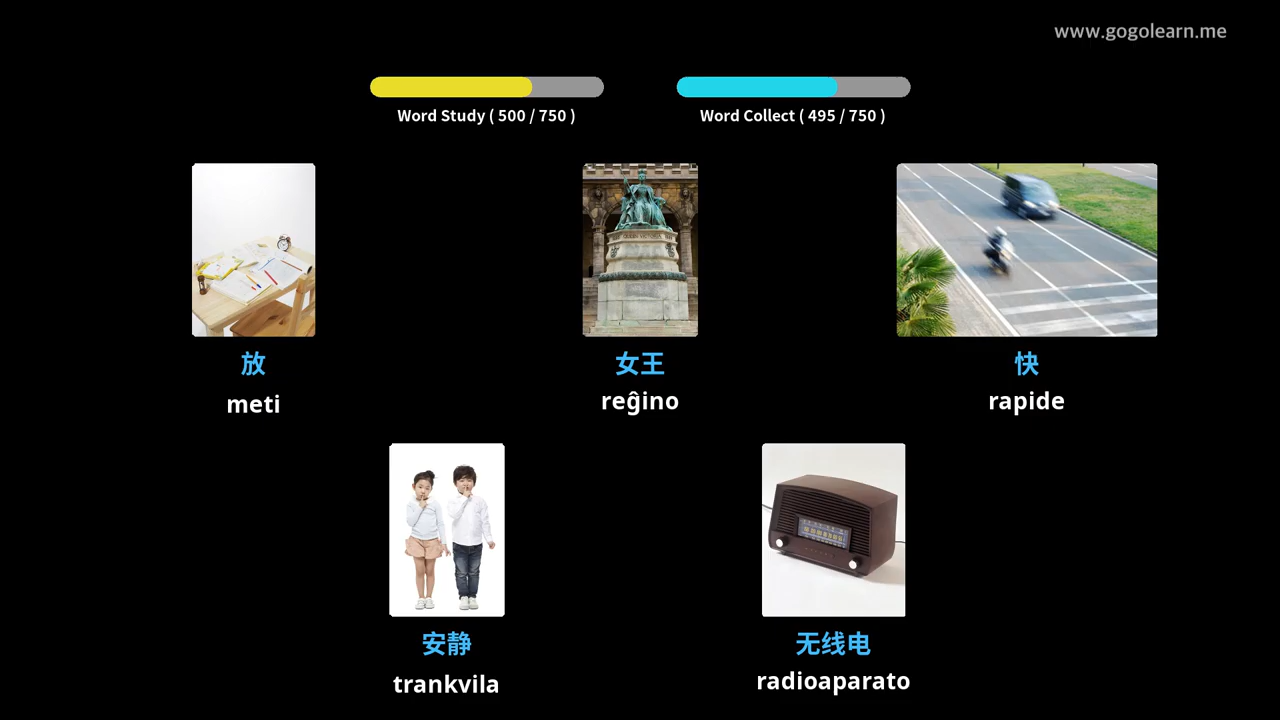 www.gogolearn.me
Word Study ( 500 / 750 )
Word Collect ( 495 / 750 )
放
meti
女王
reĝino
快
rapide
安静
trankvila
无线电
radioaparato